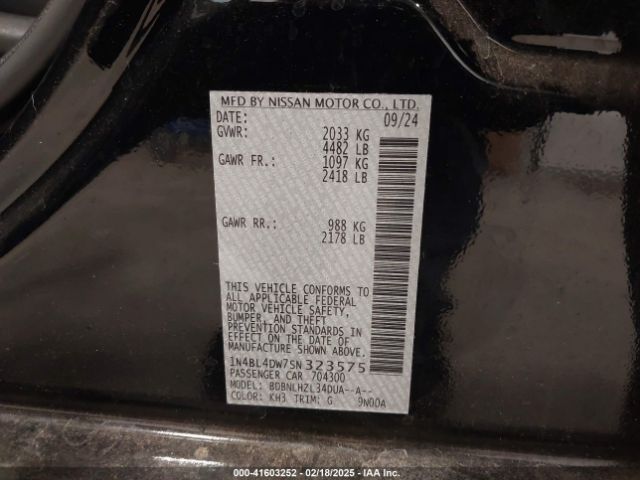 MFD BY NISSAN MOTOR CO., LTD.
DATE: 09/24
GVWR: 2033 KG
4482 LB
GAWR FR.: 1097 KG
2418 LB
GAWR RR.: 988 KG
2178 LB
THIS VEHICLE CONFORMS TO
ALL APPLICABLE FEDERAL
MOTOR VEHICLE SAFETY,
BUMPER, AND THEFT
PREVENTION STANDARDS IN
EFFECT ON THE DATE OF
MANUFACTURE SHOWN ABOVE.
1N4BL4DW7SN323575
PASSENGER CAR 704300
MODEL: BDBNLHZL34DUA--A--
COLOR: KH3 TRIM: G 9N00A
000-41603252 — 02/18/2025 — IAA Inc.